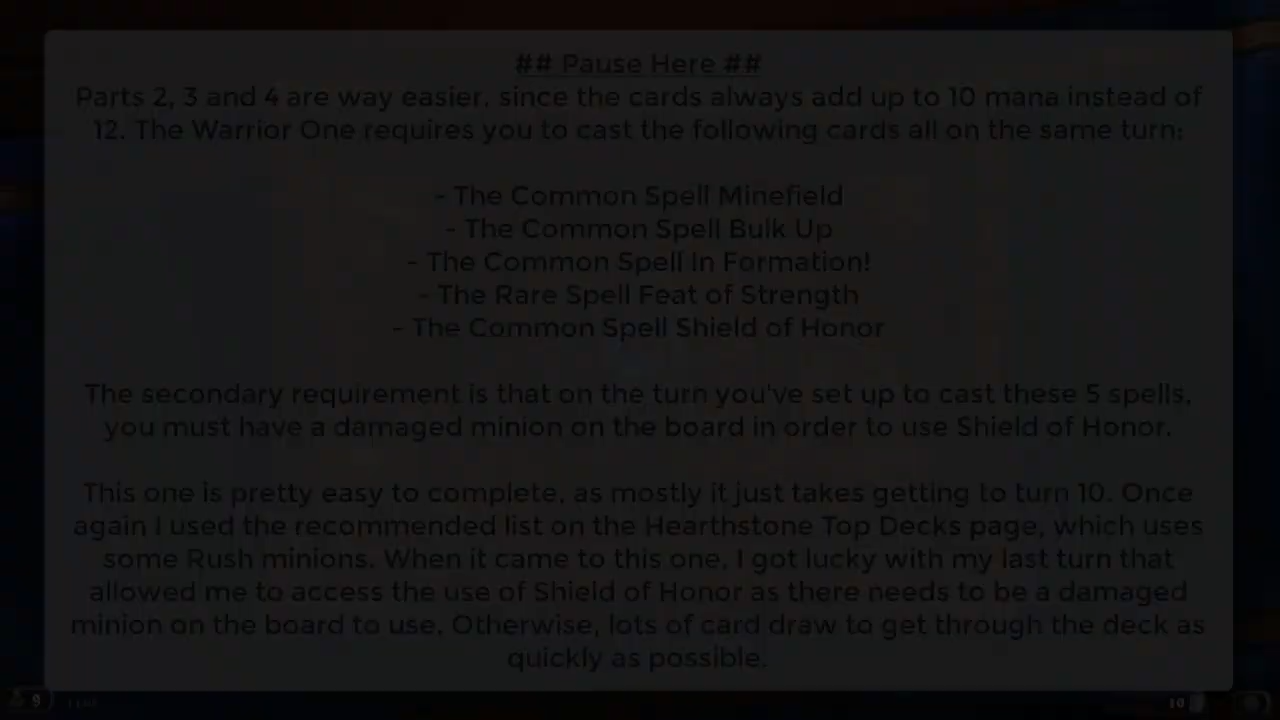 ## Pause Here ##
Parts 2, 3 and 4 are way easier, since the cards always add up to 10 mana instead of
12. The Warrior One requires you to cast the following cards all on the same turn:
- The Common Spell Minefield
- The Common Spell Bulk Up
- The Common Spell In Formation!
- The Rare Spell Feat of Strength
- The Common Spell Shield of Honor
The secondary requirement is that on the turn you've set up to cast these 5 spells,
you must have a damaged minion on the board in order to use Shield of Honor.
This one is pretty easy to complete, as mostly it just takes getting to turn 10. Once
again I used the recommended list on the Hearthstone Top Decks page, which uses
some Rush minions. When it came to this one, I got lucky with my last turn that
allowed me to access the use of Shield of Honor as there needs to be a damaged
minion on the board to use. Otherwise, lots of card draw to get through the deck as
quickly as possible.
9
10